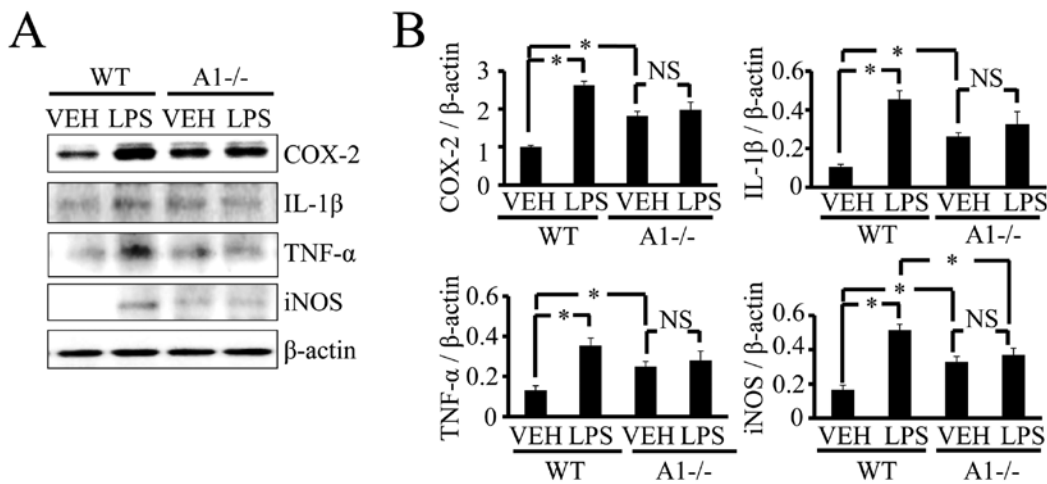 A
WT A1-/-
VEH LPS VEH LPS
COX-2
IL-1β
TNF-α
iNOS
β-actin
B
COX-2 / β-actin
3
2
1
0
* * NS
VEH LPS VEH LPS
WT A1-/-
IL-1β / β-actin
0.6
0.4
0.2
0
* * NS
VEH LPS VEH LPS
WT A1-/-
TNF-α / β-actin
0.6
0.4
0.2
0
* * NS
VEH LPS VEH LPS
WT A1-/-
iNOS / β-actin
0.6
0.4
0.2
0
* * * NS
VEH LPS VEH LPS
WT A1-/-